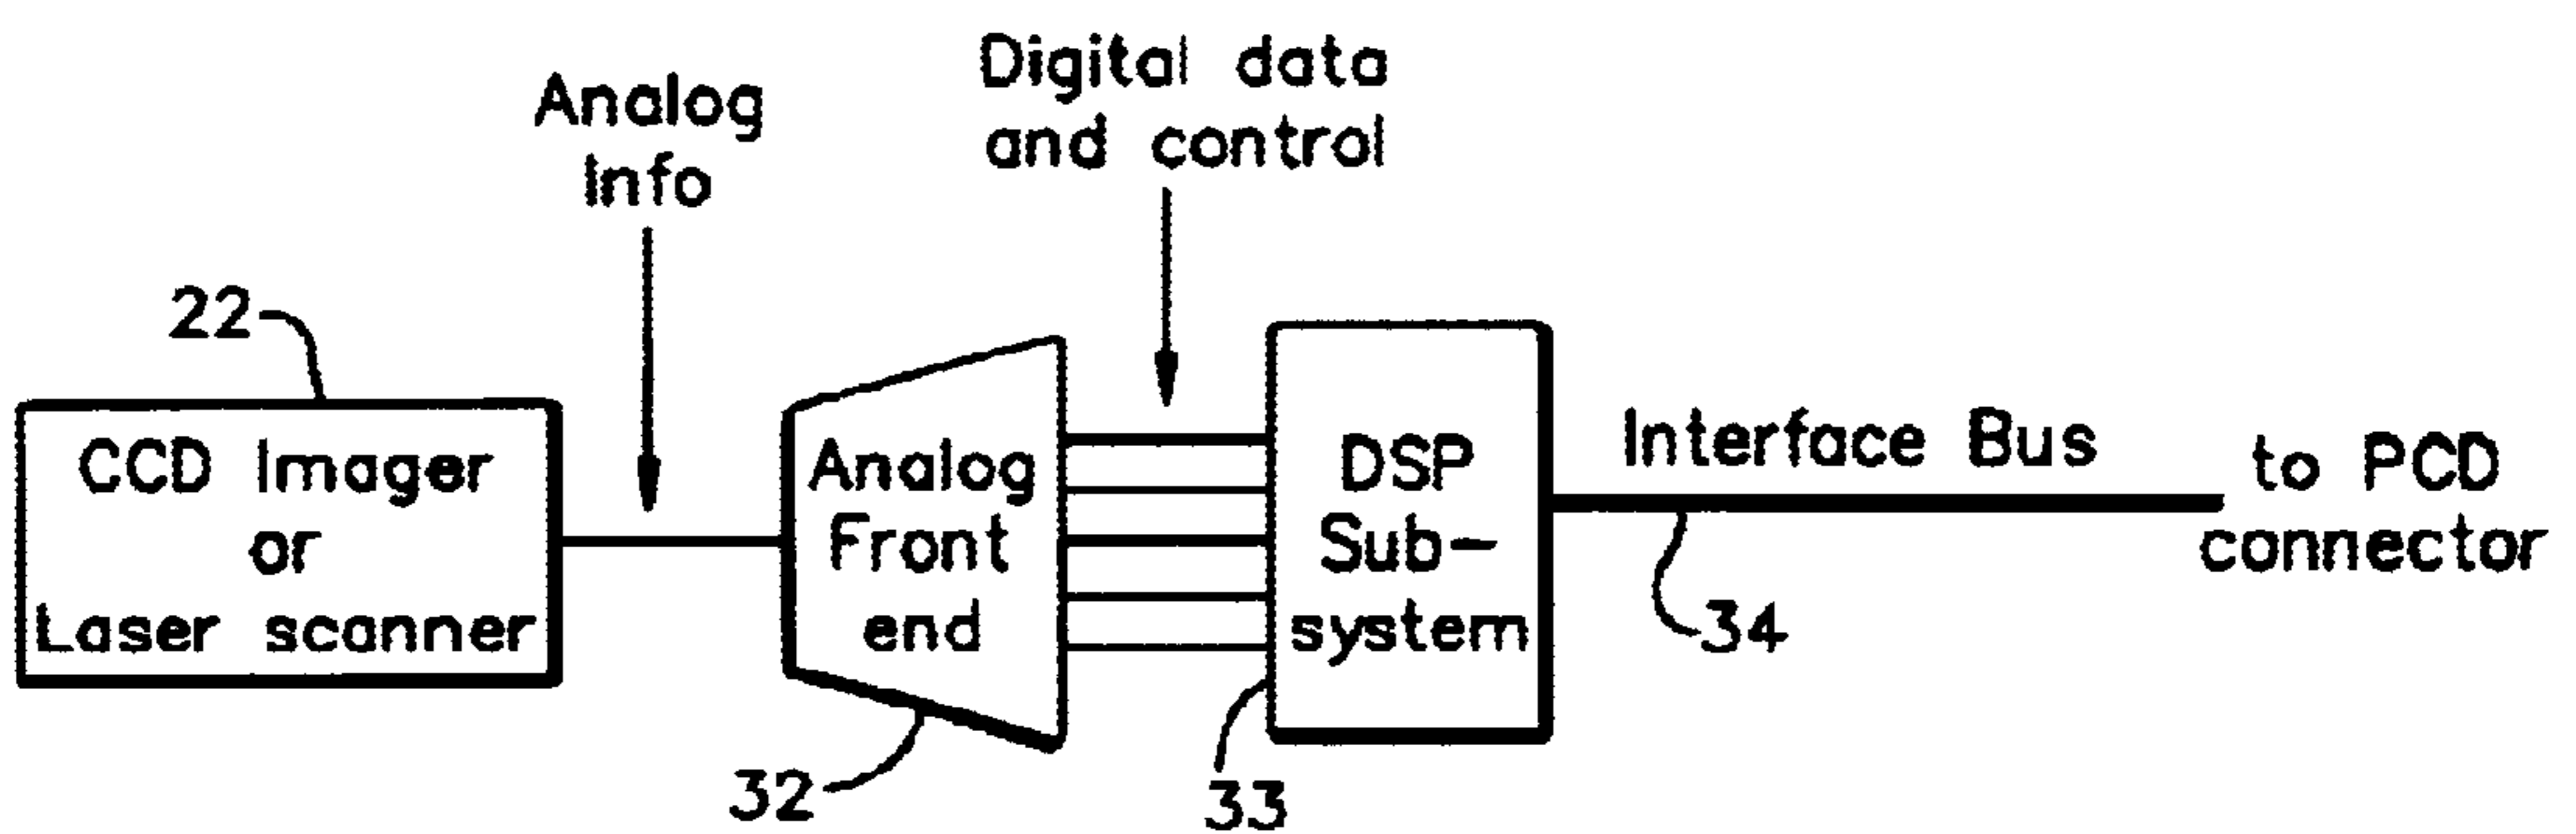 Analog
Info
Digital data
and control
22
CCD Imager
or
Laser scanner
Analog
Front
end
32
DSP
Sub-
system
33
Interface Bus
34
to PCD
connector